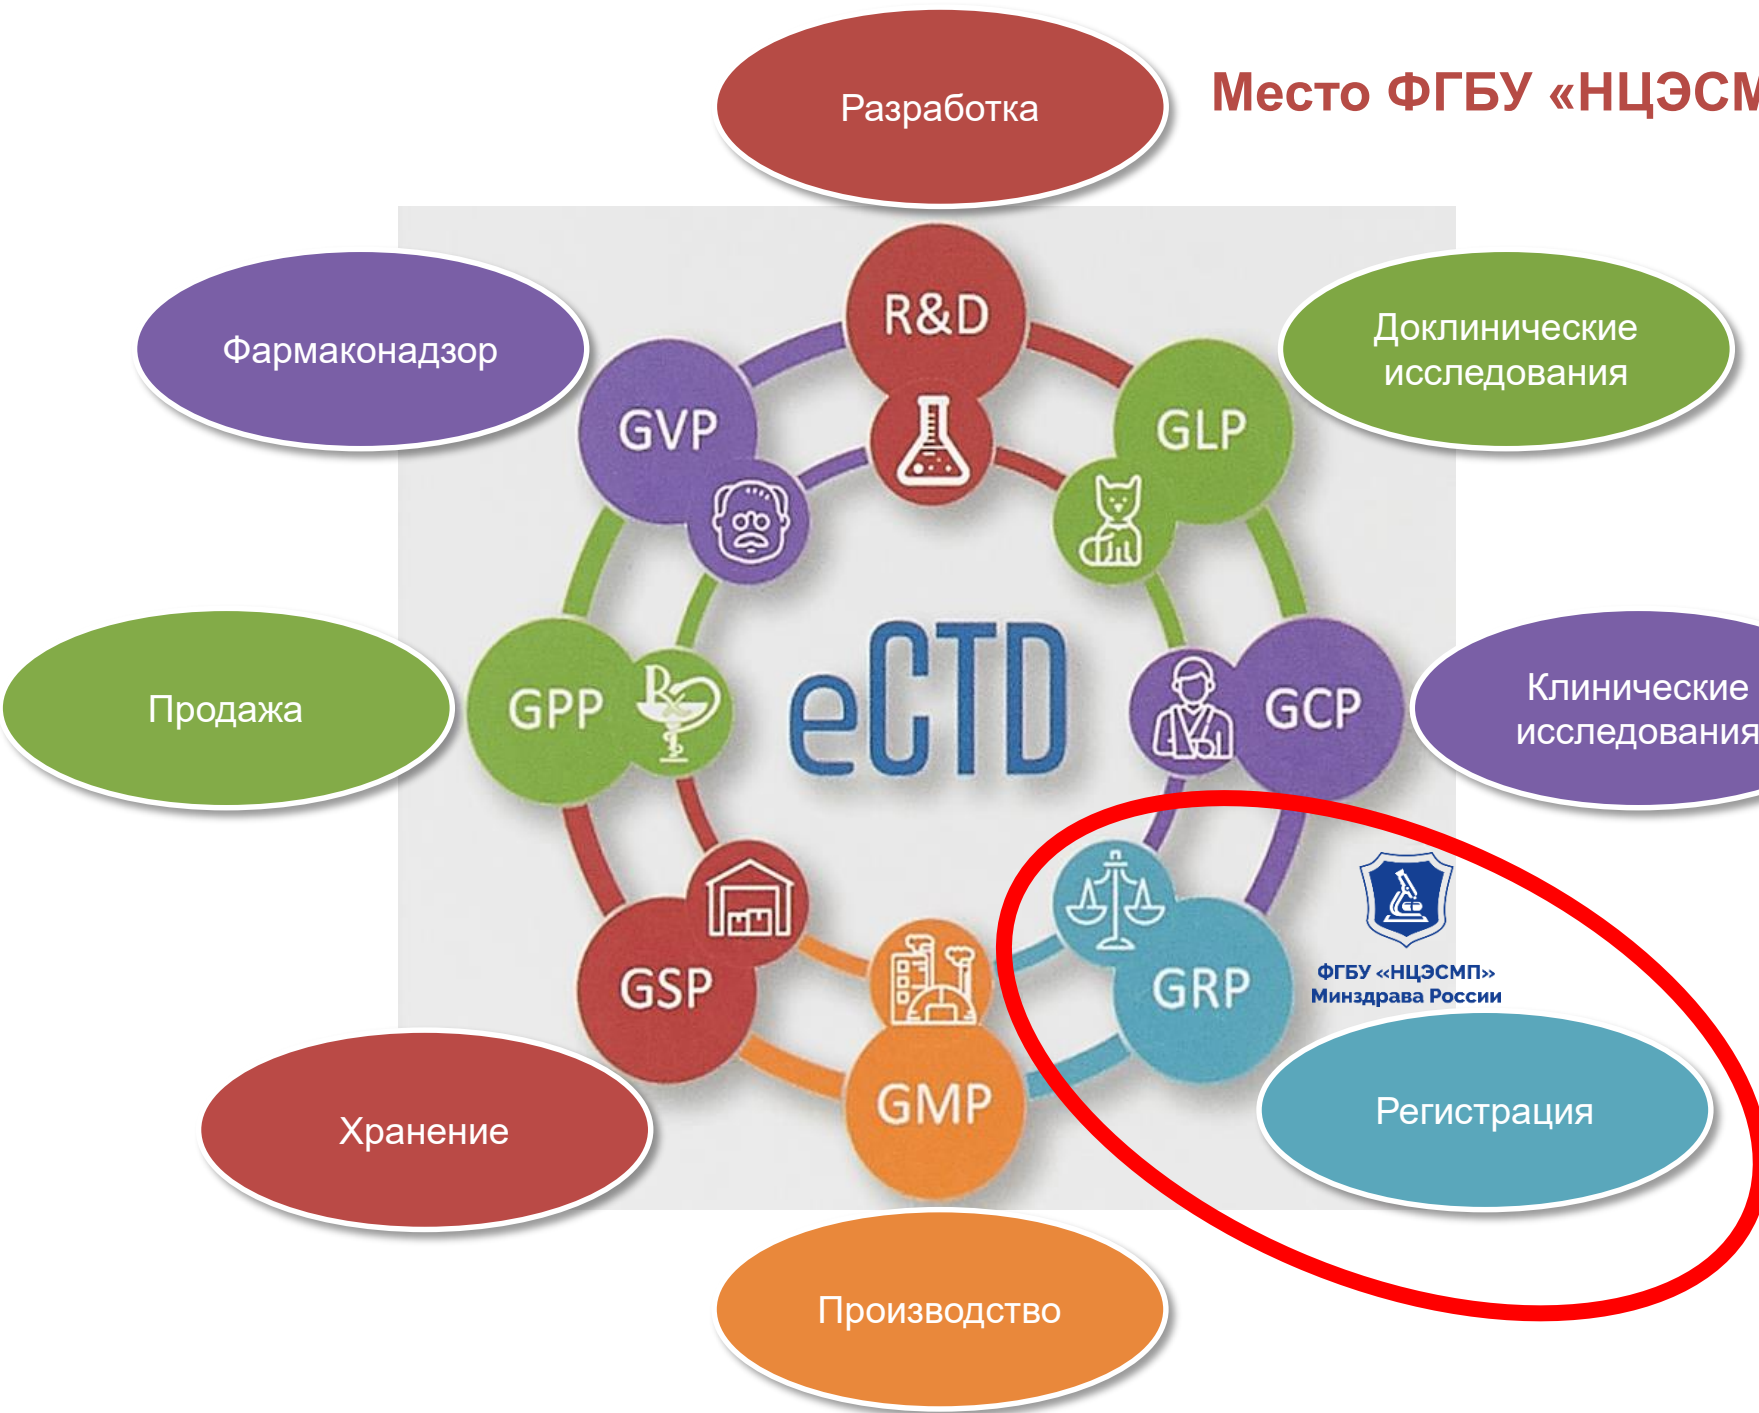 Разработка
Место ФГБУ «НЦЭСМ
R&D
Фармаконадзор
Доклинические
исследования
GVP
GLP
eCTD
Продажа
GPP
GCP
Клинические
исследования
ФГБУ «НЦЭСМП»
Минздрава России
GSP
GRP
GMP
Хранение
Регистрация
Производство